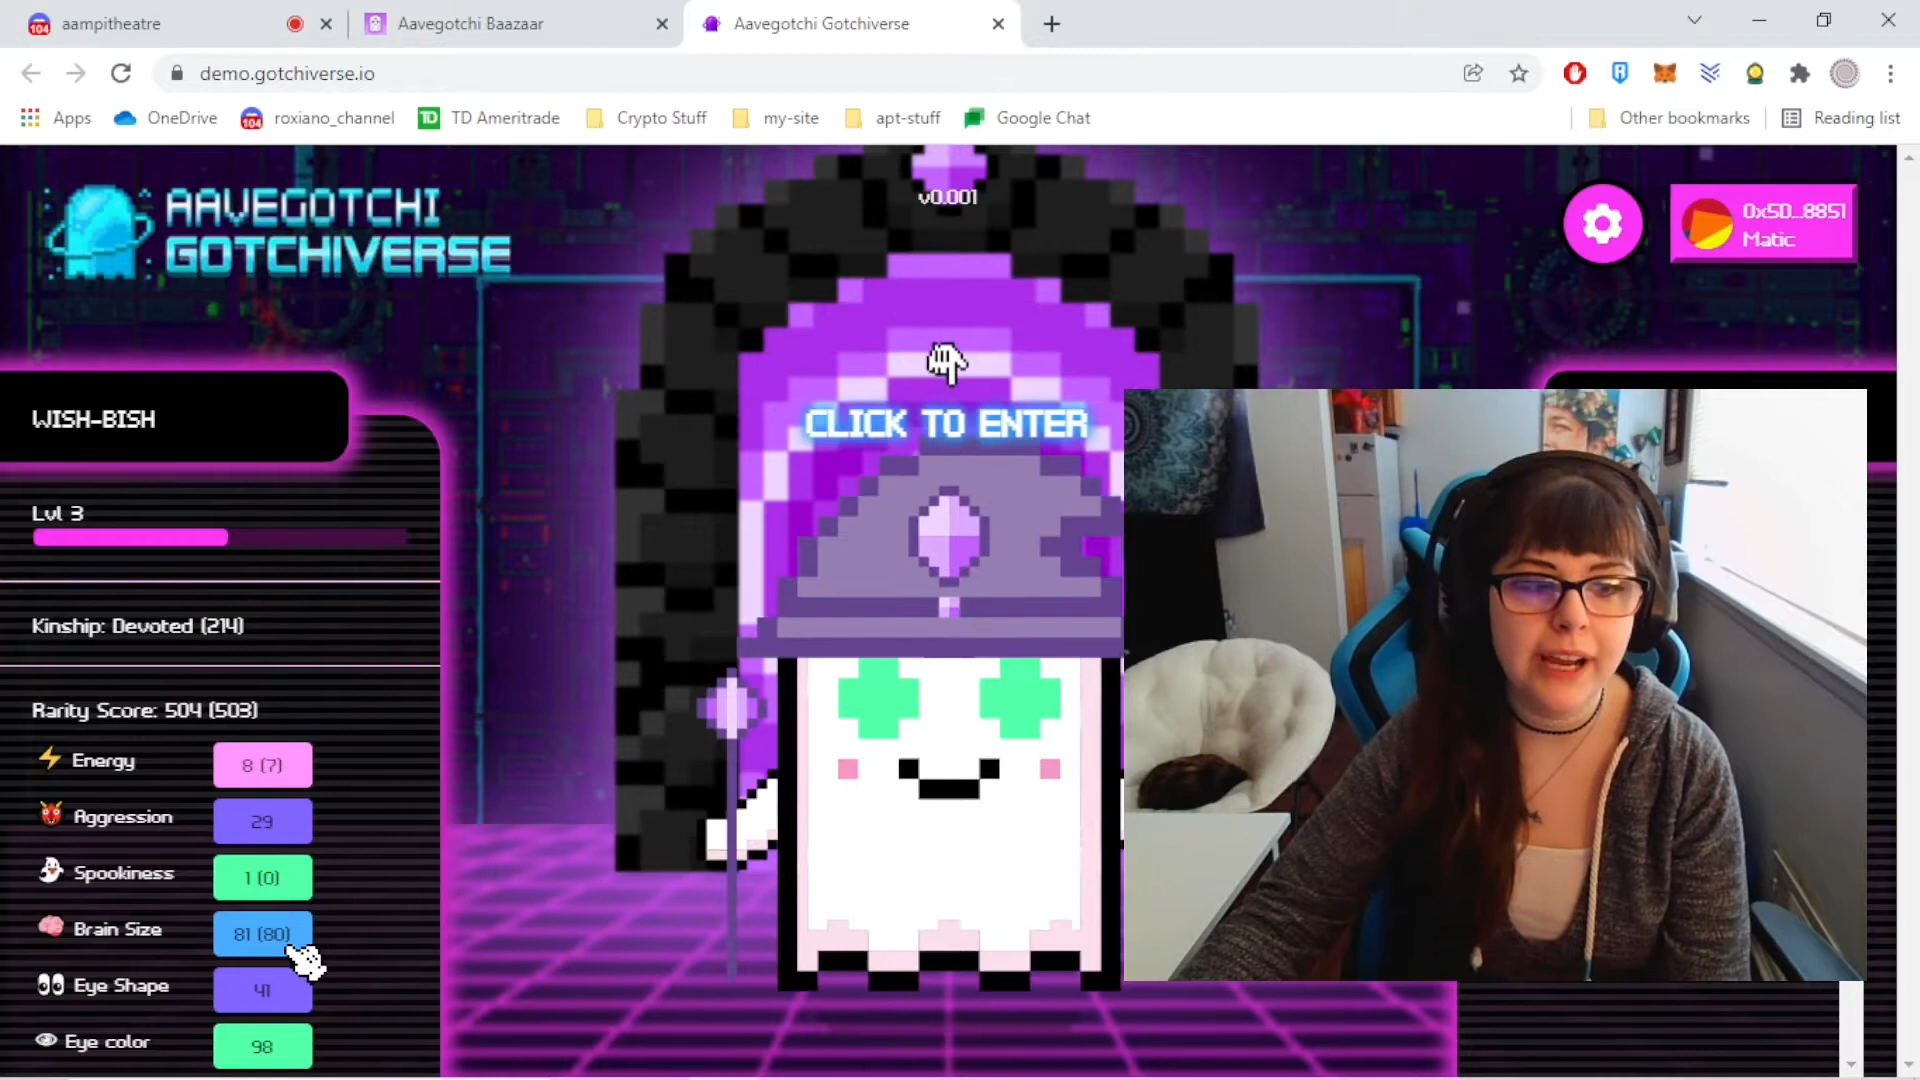 aampitheatre
Aavegotchi Baazaar
Aavegotchi Gotchiverse
demo.gotchiverse.io
Apps
OneDrive
104
roxiano_channel
TD
TD Ameritrade
Crypto Stuff
my-site
apt-stuff
Google Chat
Other bookmarks
Reading list
AAVEGOTCHI
GOTCHIVERSE
v0.001
0x5D...8851
Matic
WISH-BISH
CLICK TO ENTER
Lvl 3
Kinship: Devoted (214)
Rarity Score: 504 (503)
Energy 8 (7)
Aggression 29
Spookiness 1 (0)
Brain Size 81 (80)
Eye Shape 41
Eye color 98